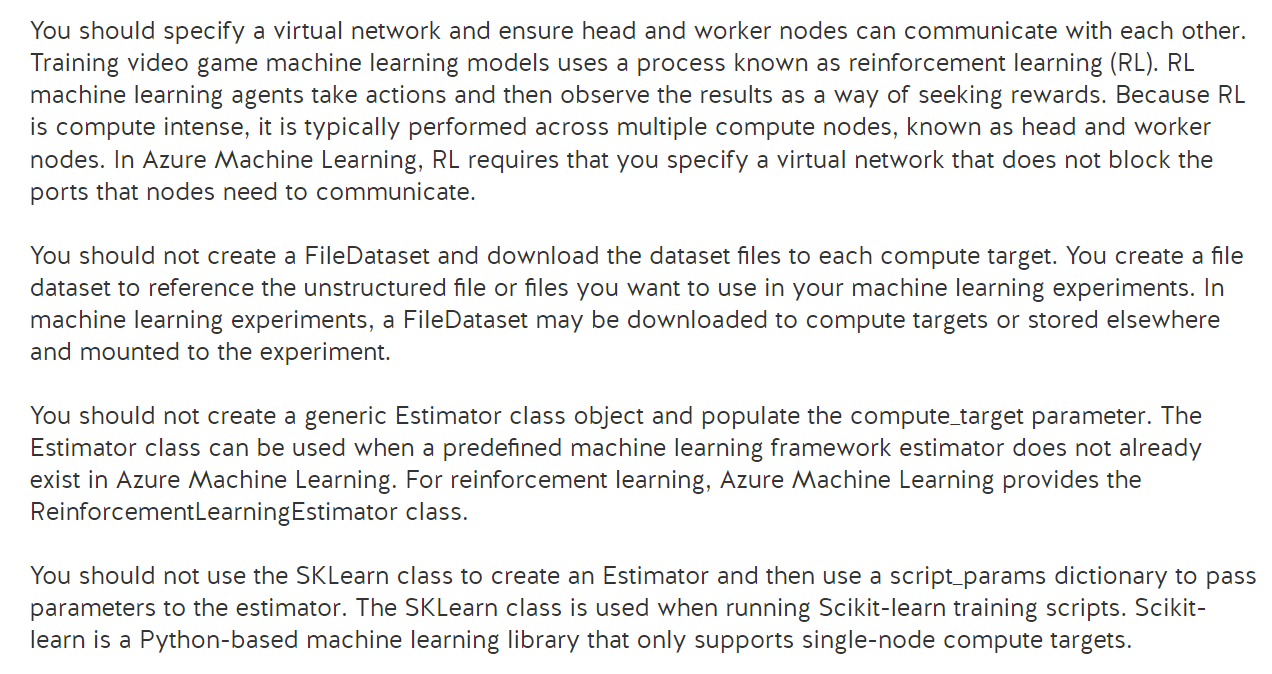 You should specify a virtual network and ensure head and worker nodes can communicate with each other.
Training video game machine learning models uses a process known as reinforcement learning (RL). RL
machine learning agents take actions and then observe the results as a way of seeking rewards. Because RL
is compute intense, it is typically performed across multiple compute nodes, known as head and worker
nodes. In Azure Machine Learning, RL requires that you specify a virtual network that does not block the
ports that nodes need to communicate.
You should not create a FileDataset and download the dataset files to each compute target. You create a file
dataset to reference the unstructured file or files you want to use in your machine learning experiments. In
machine learning experiments, a FileDataset may be downloaded to compute targets or stored elsewhere
and mounted to the experiment.
You should not create a generic Estimator class object and populate the compute_target parameter. The
Estimator class can be used when a predefined machine learning framework estimator does not already
exist in Azure Machine Learning. For reinforcement learning, Azure Machine Learning provides the
ReinforcementLearningEstimator class.
You should not use the SKLearn class to create an Estimator and then use a script_params dictionary to pass
parameters to the estimator. The SKLearn class is used when running Scikit-learn training scripts. Scikit-
learn is a Python-based machine learning library that only supports single-node compute targets.